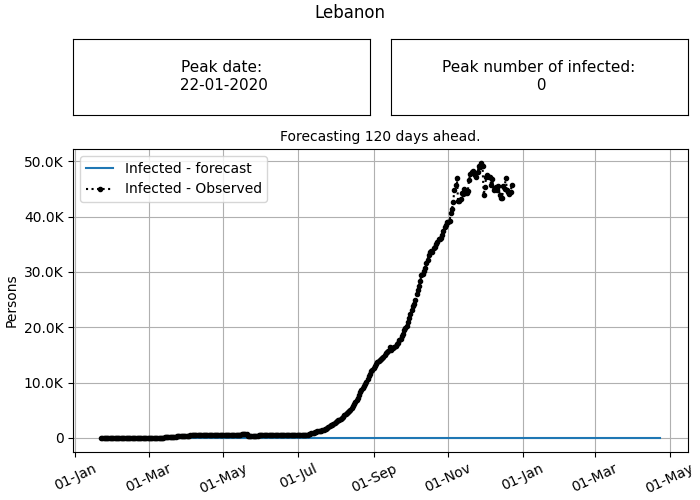 Lebanon
Peak date:
22-01-2020
Peak number of infected:
0
Forecasting 120 days ahead.
Infected - forecast
Infected - Observed
50.0K
40.0K
30.0K
20.0K
10.0K
0
Persons
01-Jan
01-Mar
01-May
01-Jul
01-Sep
01-Nov
01-Jan
01-Mar
01-May